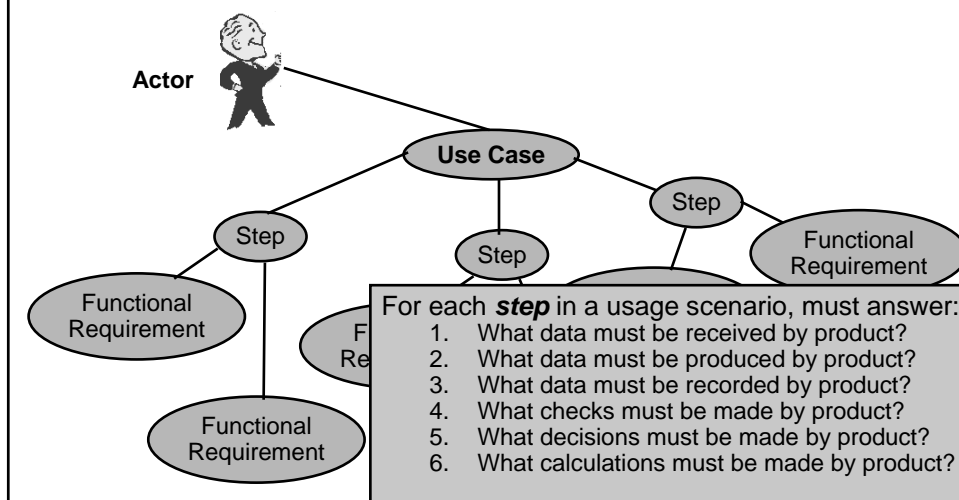 Actor
Use Case
Step
Step
Step
Functional
Requirement
Functional
Requirement
Functional
Requirement
For each step in a usage scenario, must answer:
1. What data must be received by product?
2. What data must be produced by product?
3. What data must be recorded by product?
4. What checks must be made by product?
5. What decisions must be made by product?
6. What calculations must be made by product?